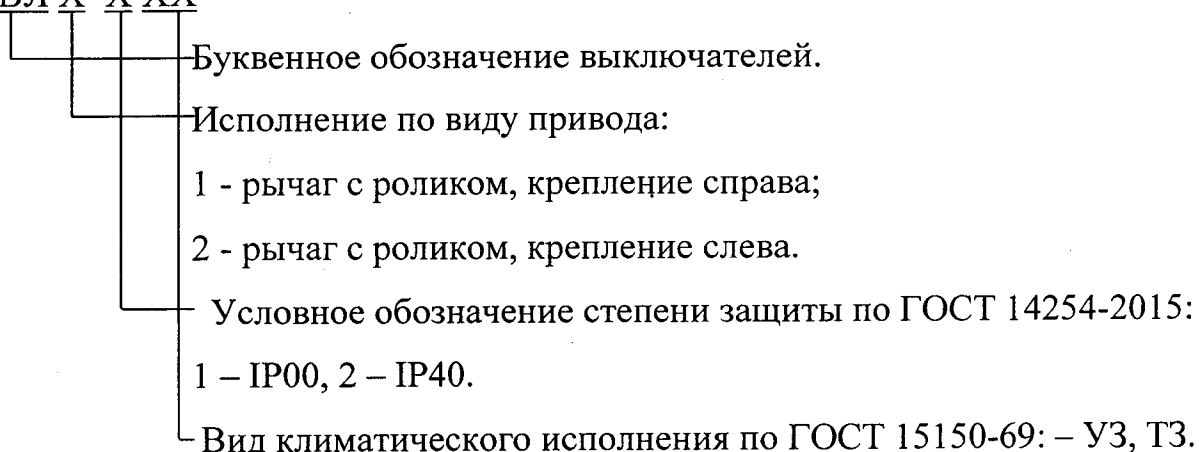 ВЛ Х Х ХХ
Буквенное обозначение выключателей.
Исполнение по виду привода:
1 - рычаг с роликом, крепление справа;
2 - рычаг с роликом, крепление слева.
Условное обозначение степени защиты по ГОСТ 14254-2015:
1 – IP00, 2 – IP40.
Вид климатического исполнения по ГОСТ 15150-69: – У3, Т3.